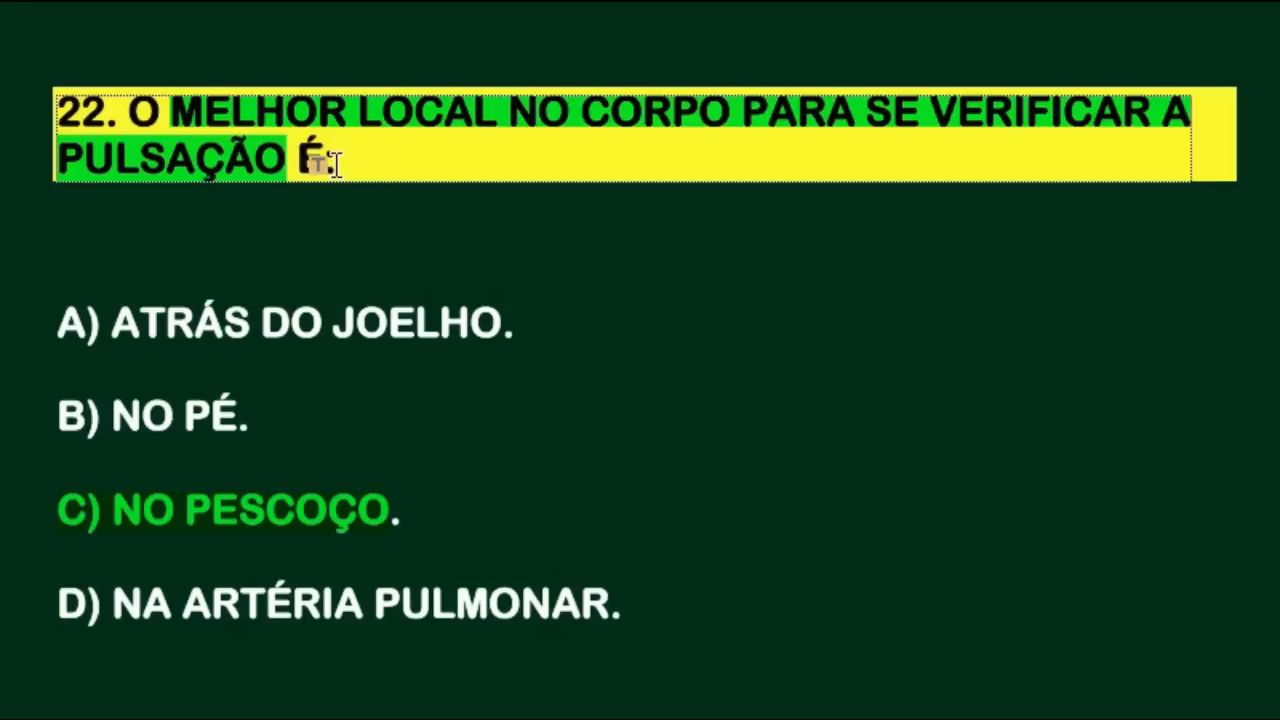 22. O MELHOR LOCAL NO CORPO PARA SE VERIFICAR A
PULSAÇÃO É:
A) ATRÁS DO JOELHO.
B) NO PÉ.
C) NO PESCOÇO.
D) NA ARTÉRIA PULMONAR.